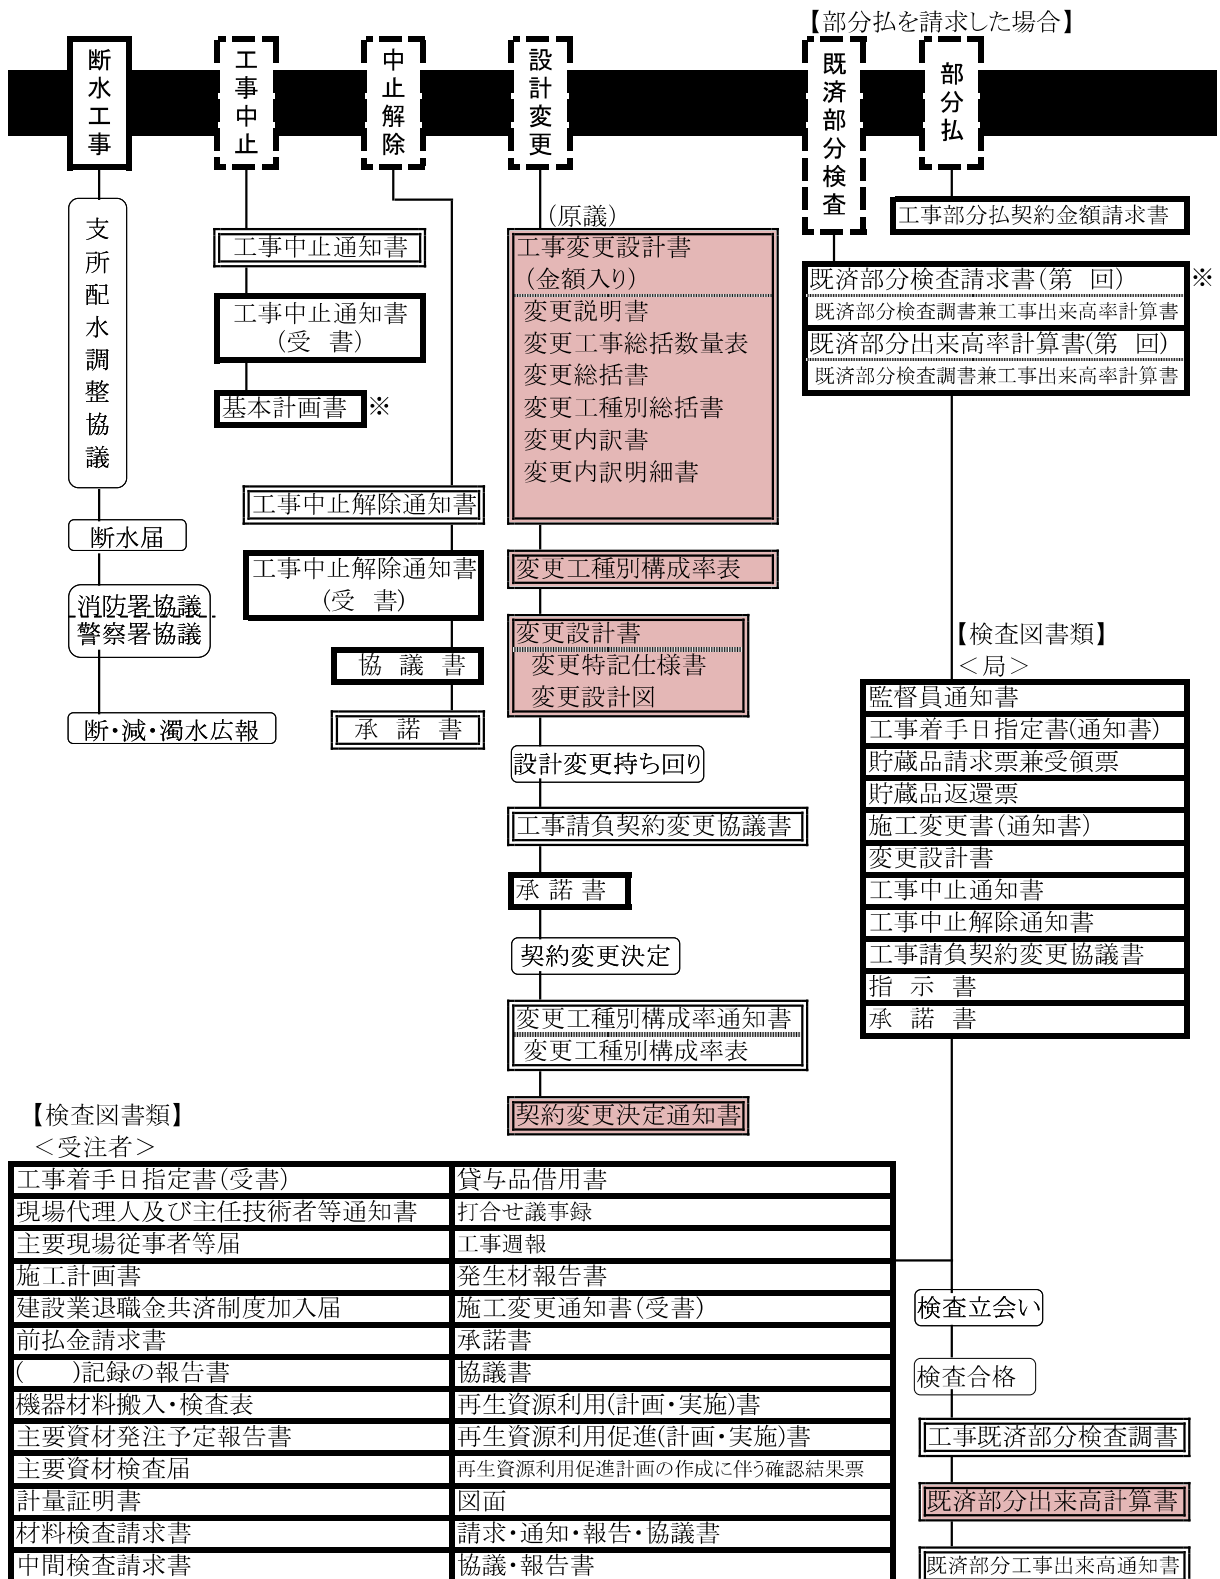 【部分払を請求した場合】
断水工事
工事中止
中止解除
設計変更
既済部分検査
部分払
支所配水調整協議
断水届
消防署協議
警察署協議
断・減・濁水広報
工事中止通知書
工事中止通知書
(受　書)
基本計画書※
工事中止解除通知書
工事中止解除通知書
(受　書)
協　議　書
承　諾　書
(原議)
工事変更設計書
(金額入り)
変更説明書
変更工事総括数量表
変更総括書
変更工種別総括書
変更内訳書
変更内訳明細書
変更工種別構成率表
変更設計書
変更特記仕様書
変更設計図
設計変更持ち回り
工事請負契約変更協議書
承 諾 書
契約変更決定
変更工種別構成率通知書
変更工種別構成率表
契約変更決定通知書
工事部分払契約金額請求書
既済部分検査請求書(第　回)※
既済部分検査調書兼工事出来高率計算書
既済部分出来高率計算書(第　回)
既済部分検査調書兼工事出来高率計算書
【検査図書類】
＜局＞
監督員通知書
工事着手日指定書(通知書)
貯蔵品請求票兼受領票
貯蔵品返還票
施工変更書(通知書)
変更設計書
工事中止通知書
工事中止解除通知書
工事請負契約変更協議書
指　示　書
承　諾　書
【検査図書類】
＜受注者＞
工事着手日指定書(受書)
現場代理人及び主任技術者等通知書
主要現場従事者等届
施工計画書
建設業退職金共済制度加入届
前払金請求書
(　　)記録の報告書
機器材料搬入・検査表
主要資材発注予定報告書
主要資材検査届
計量証明書
材料検査請求書
中間検査請求書
貸与品借用書
打合せ議事録
工事週報
発生材報告書
施工変更通知書(受書)
承諾書
協議書
再生資源利用(計画・実施)書
再生資源利用促進(計画・実施)書
再生資源利用促進計画の作成に伴う確認結果票
図面
請求・通知・報告・協議書
協議・報告書
検査立会い
検査合格
工事既済部分検査調書
既済部分出来高計算書
既済部分工事出来高通知書